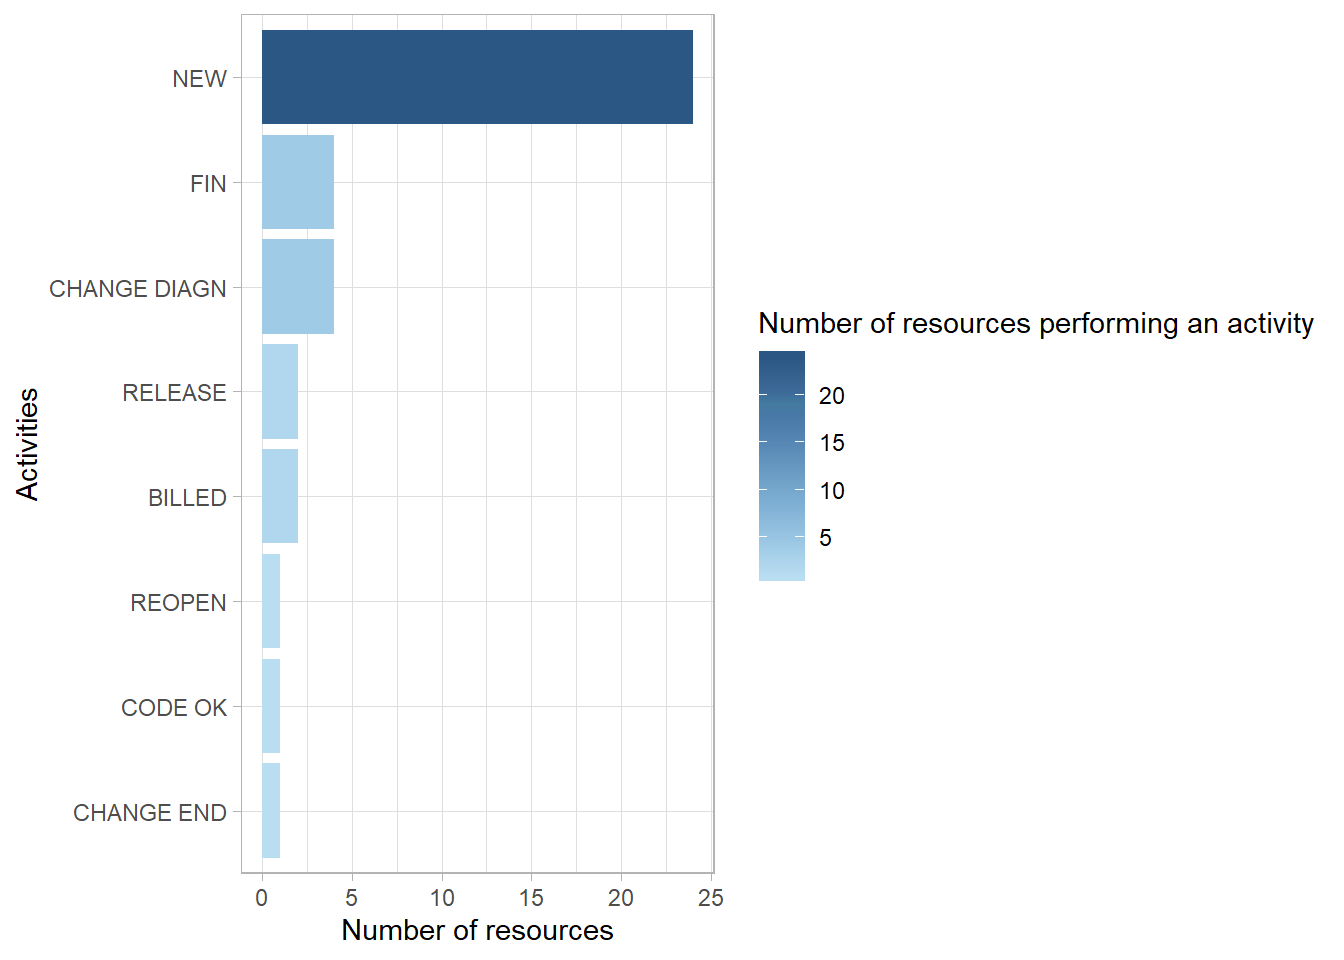 NEW
FIN
CHANGE DIAGN
RELEASE
BILLED
REOPEN
CODE OK
CHANGE END
Activities
0 5 10 15 20 25
Number of resources
Number of resources performing an activity
20
15
10
5